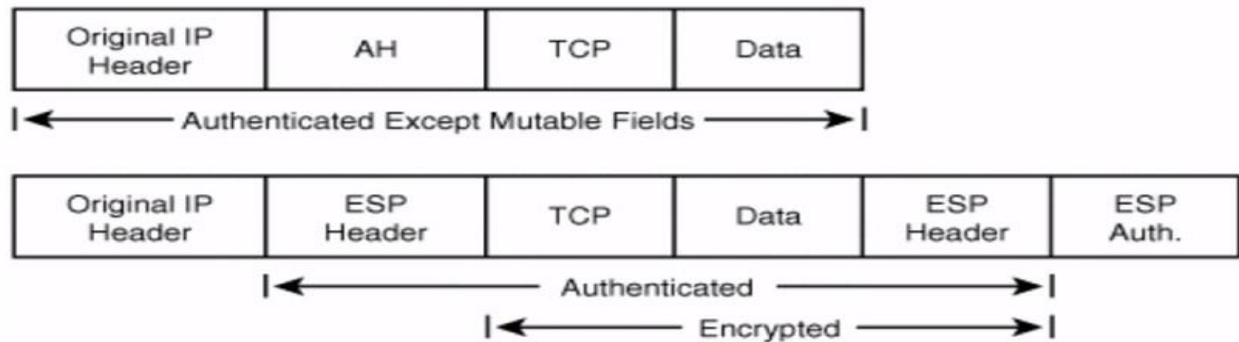 Original IP Header AH TCP Data
Authenticated Except Mutable Fields
Original IP Header ESP Header TCP Data ESP Header ESP Auth.
Authenticated
Encrypted